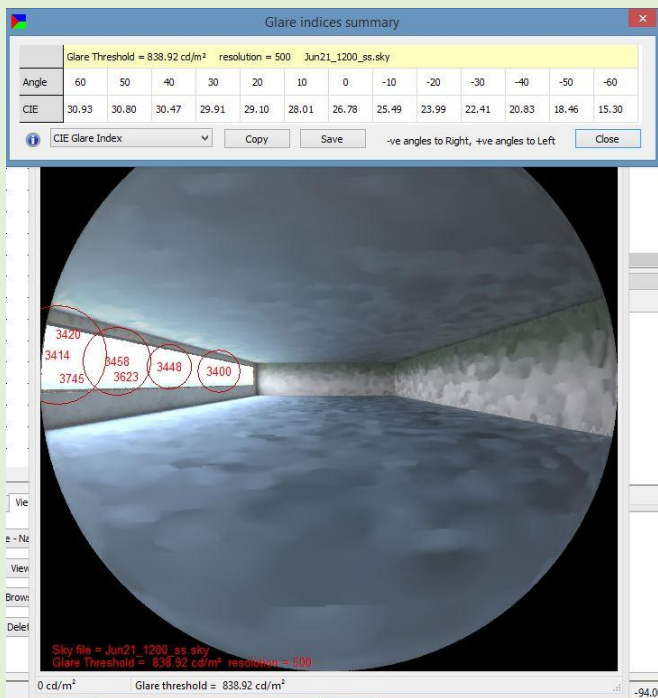 Glare indices summary
Glare Threshold = 838.92 cd/m² resolution = 500 Jun21_1200_ss.sky
Angle 60 50 40 30 20 10 0 -10 -20 -30 -40 -50 -60
CIE 30.93 30.80 30.47 29.91 29.10 28.01 26.78 25.49 23.99 22.41 20.83 18.46 15.30
CIE Glare Index Copy Save -ve angles to Right, +ve angles to Left Close
3420
3414 3458 3448 3400
3745 3623
Vie
e - Na
View
Brows
Delet
Sky file = Jun21_1200_ss.sky
Glare Threshold = 838.92 cd/m² resolution = 500
0 cd/m² Glare threshold = 838.92 cd/m²
-94.0